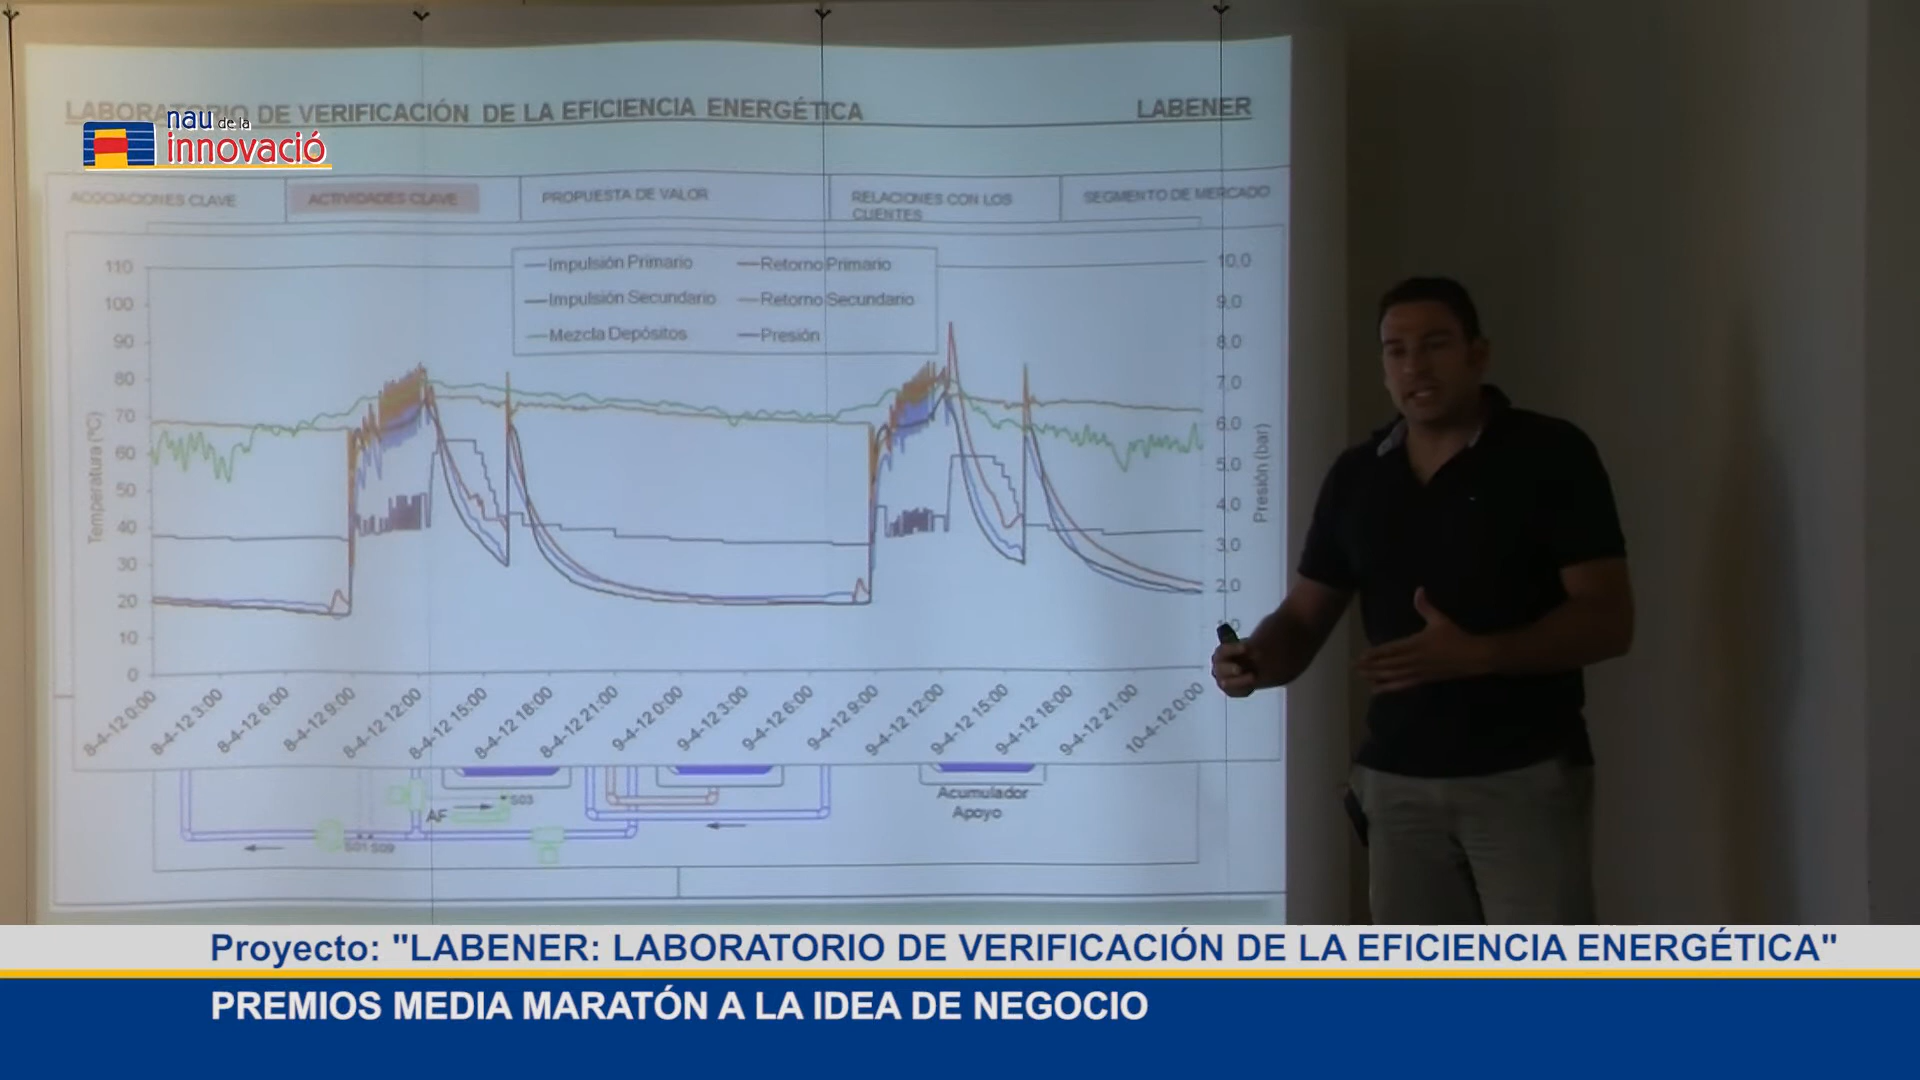 LABORATORIO DE VERIFICACIÓN DE LA EFICIENCIA ENERGÉTICA
LABENER
nau de la
innovació
ACOCIACIONES CLAVE
ACTIVIDADES CLAVE
PROPUESTA DE VALOR
RELACIONES CON LOS
CLIENTES
SEGMENTO DE MERCADO
Impulsión Primario
Retorno Primario
Impulsión Secundario
Retorno Secundario
Mezcla Depósitos
Presión
110
100
90
80
70
60
50
40
30
20
10
0
Temperatura (ºC)
10.0
9.0
8.0
7.0
6.0
5.0
4.0
3.0
2.0
Presión (bar)
8-4-12 0:00
8-4-12 3:00
8-4-12 6:00
8-4-12 9:00
8-4-12 12:00
8-4-12 15:00
8-4-12 18:00
8-4-12 21:00
9-4-12 0:00
9-4-12 3:00
9-4-12 6:00
9-4-12 9:00
9-4-12 12:00
9-4-12 15:00
9-4-12 18:00
9-4-12 21:00
10-4-12 0:00
S03
AF
S01 S09
Acumulador
Apoyo
Proyecto: "LABENER: LABORATORIO DE VERIFICACIÓN DE LA EFICIENCIA ENERGÉTICA"
PREMIOS MEDIA MARATÓN A LA IDEA DE NEGOCIO